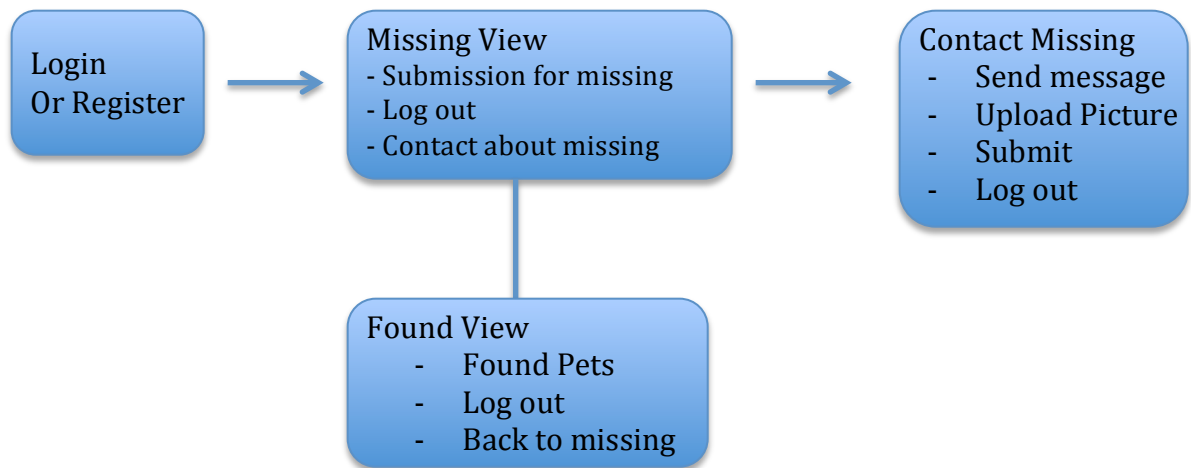 Login
Or Register
Missing View
- Submission for missing
- Log out
- Contact about missing
Contact Missing
- Send message
- Upload Picture
- Submit
- Log out
Found View
- Found Pets
- Log out
- Back to missing